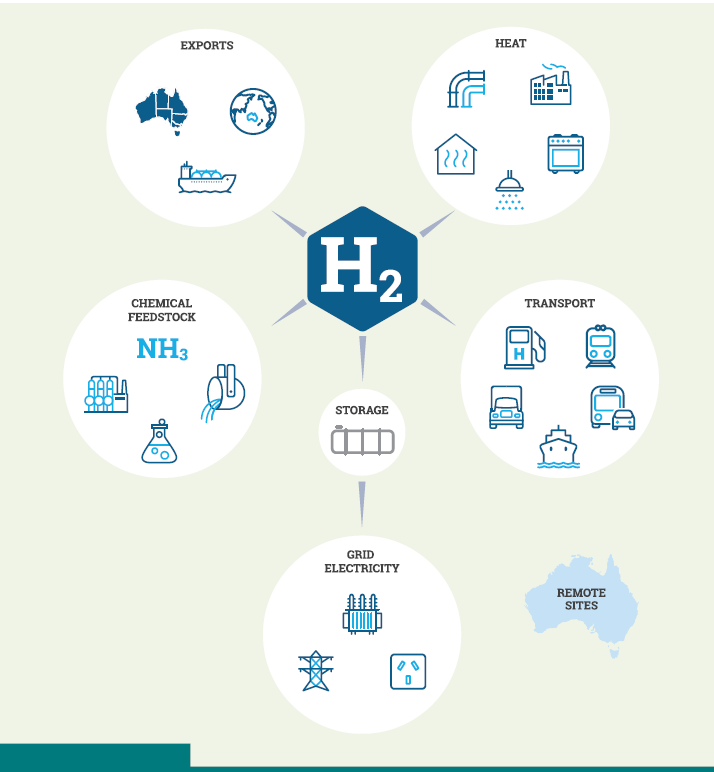 EXPORTS
HEAT
H2
CHEMICAL
FEEDSTOCK
NH3
TRANSPORT
H
STORAGE
GRID
ELECTRICITY
REMOTE
SITES